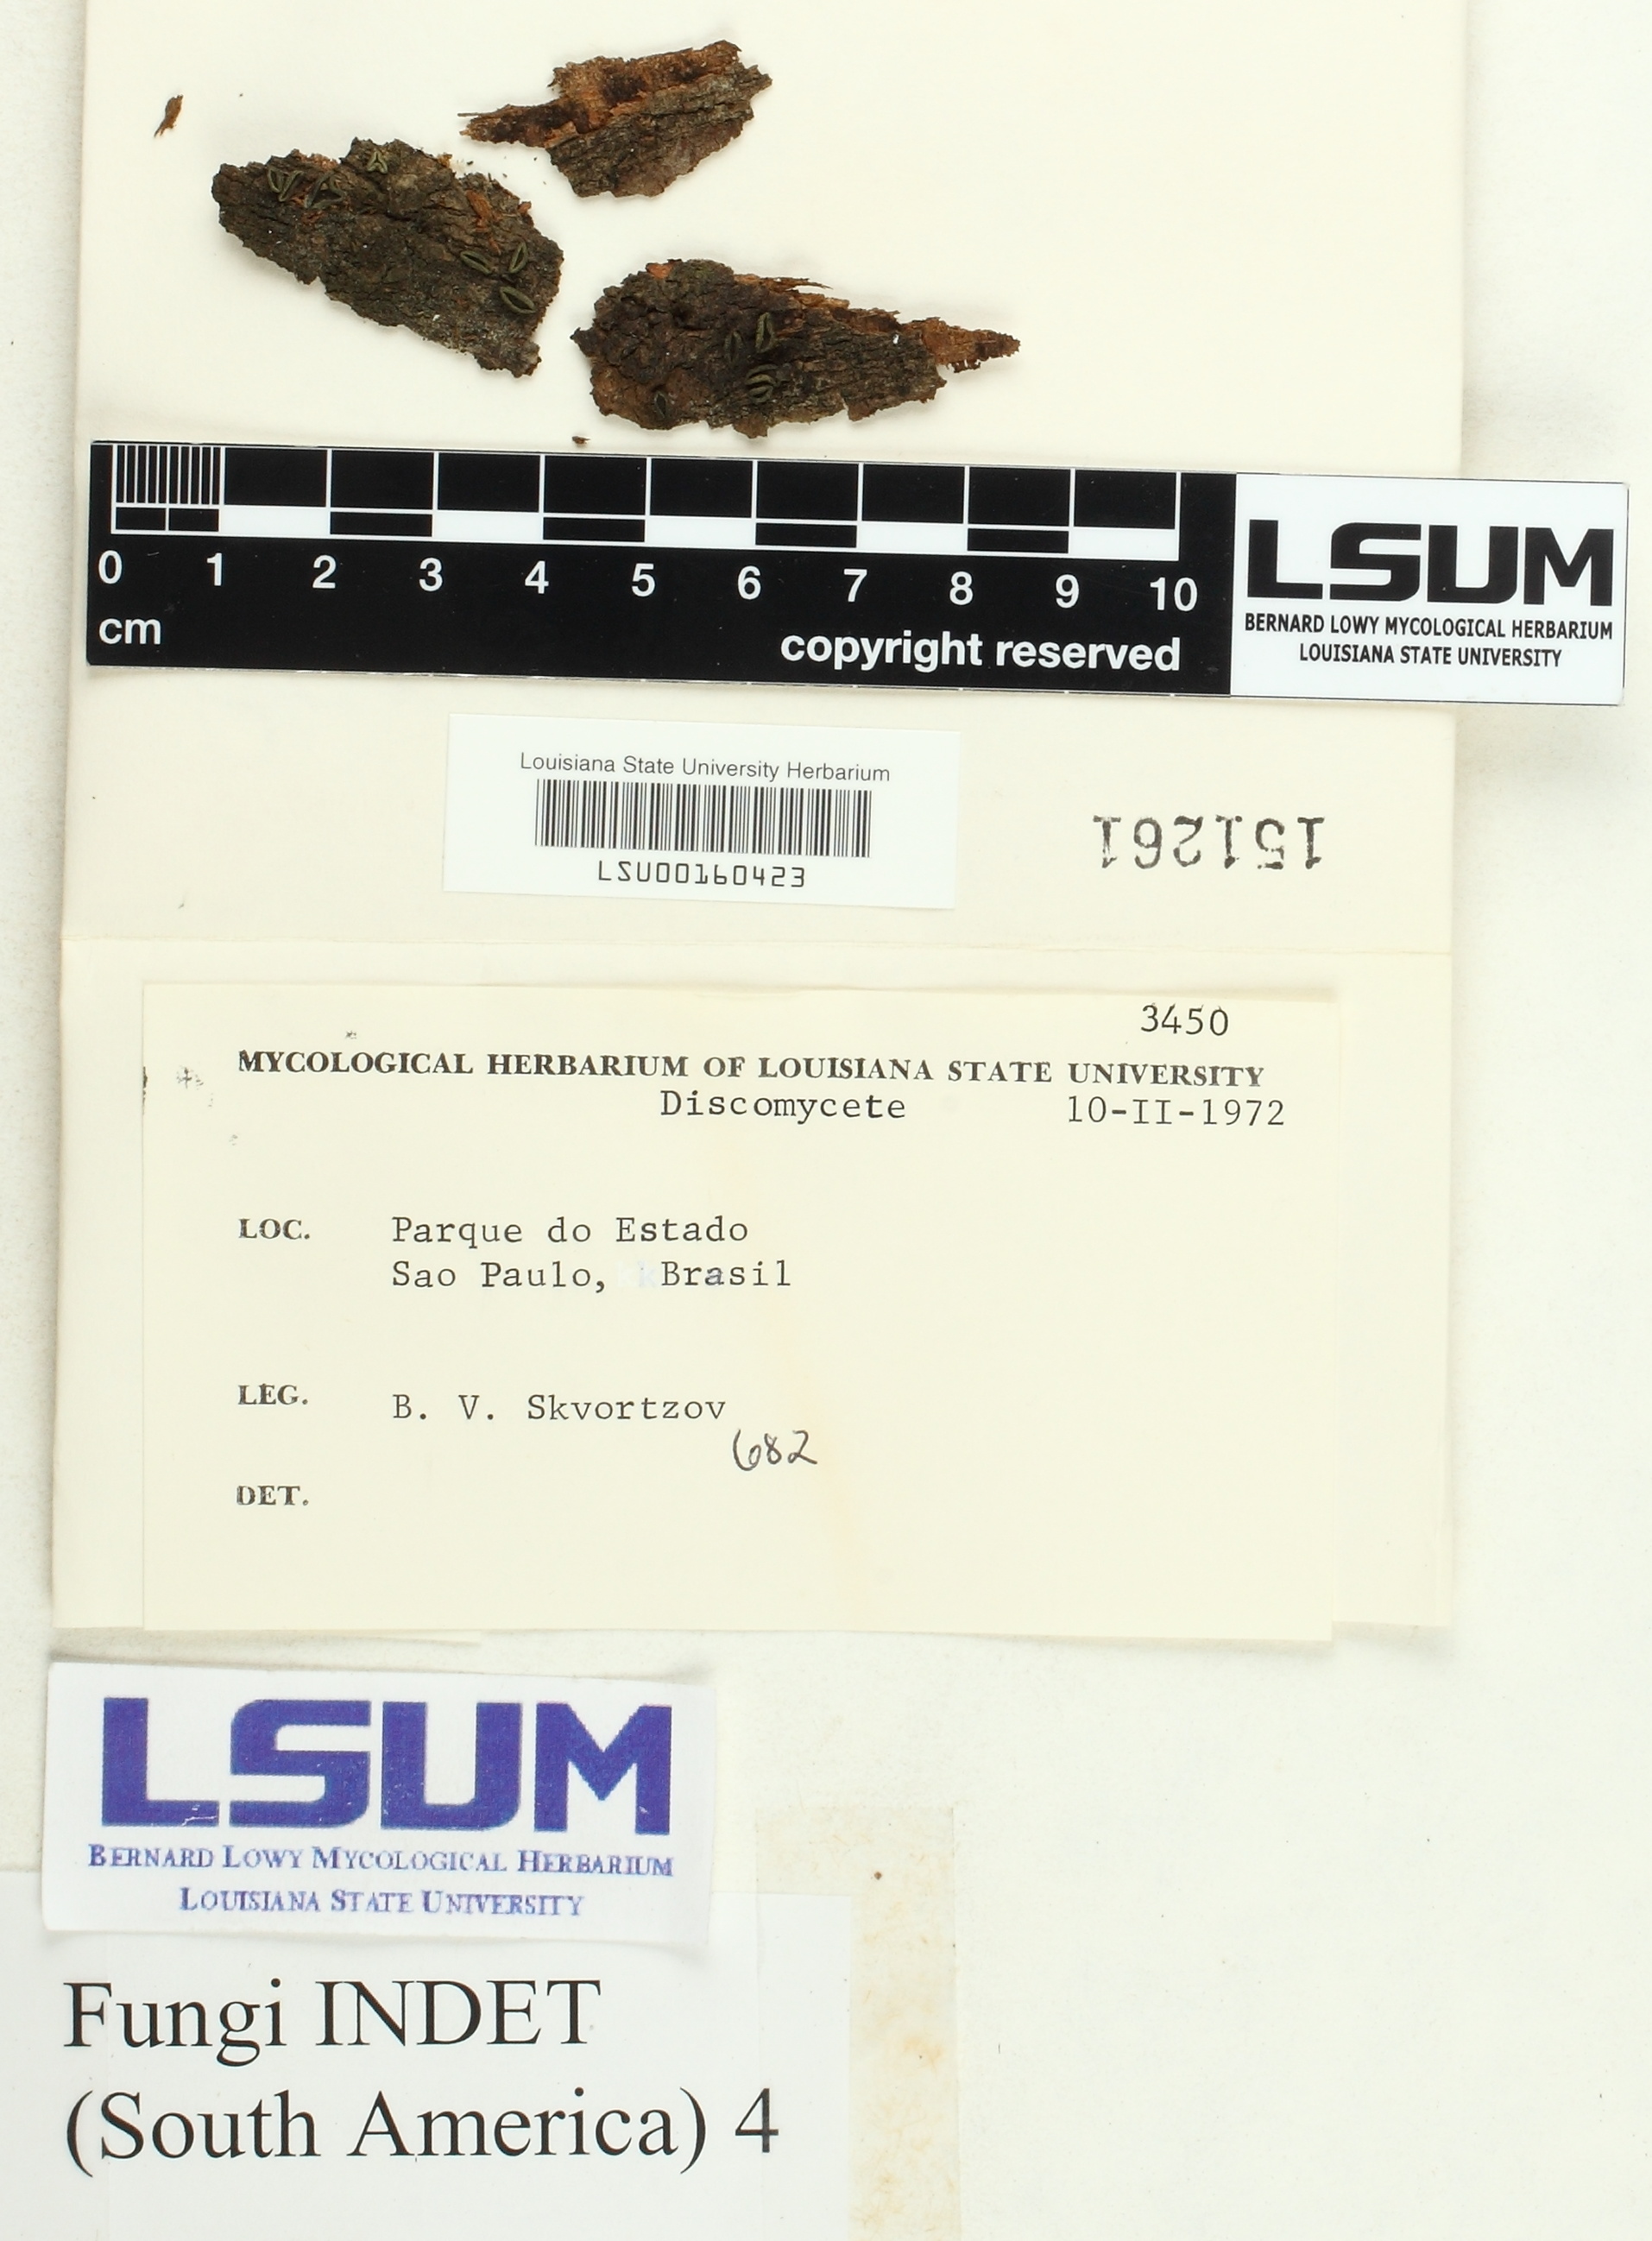 0 1 2 3 4 5 6 7 8 9 10
cm
copyright reserved
LSUM
BERNARD LOWY MYCOLOGICAL HERBARIUM
LOUISIANA STATE UNIVERSITY
Louisiana State University Herbarium
LSU00160423
151261
3450
MYCOLOGICAL HERBARIUM OF LOUISIANA STATE UNIVERSITY
Discomycete 10-II-1972
LOC. Parque do Estado
Sao Paulo, Brasil
LEG. B. V. Skvortzov
682
DET.
LSUM
BERNARD LOWY MYCOLOGICAL HERBARIUM
LOUISIANA STATE UNIVERSITY
Fungi INDET
(South America) 4